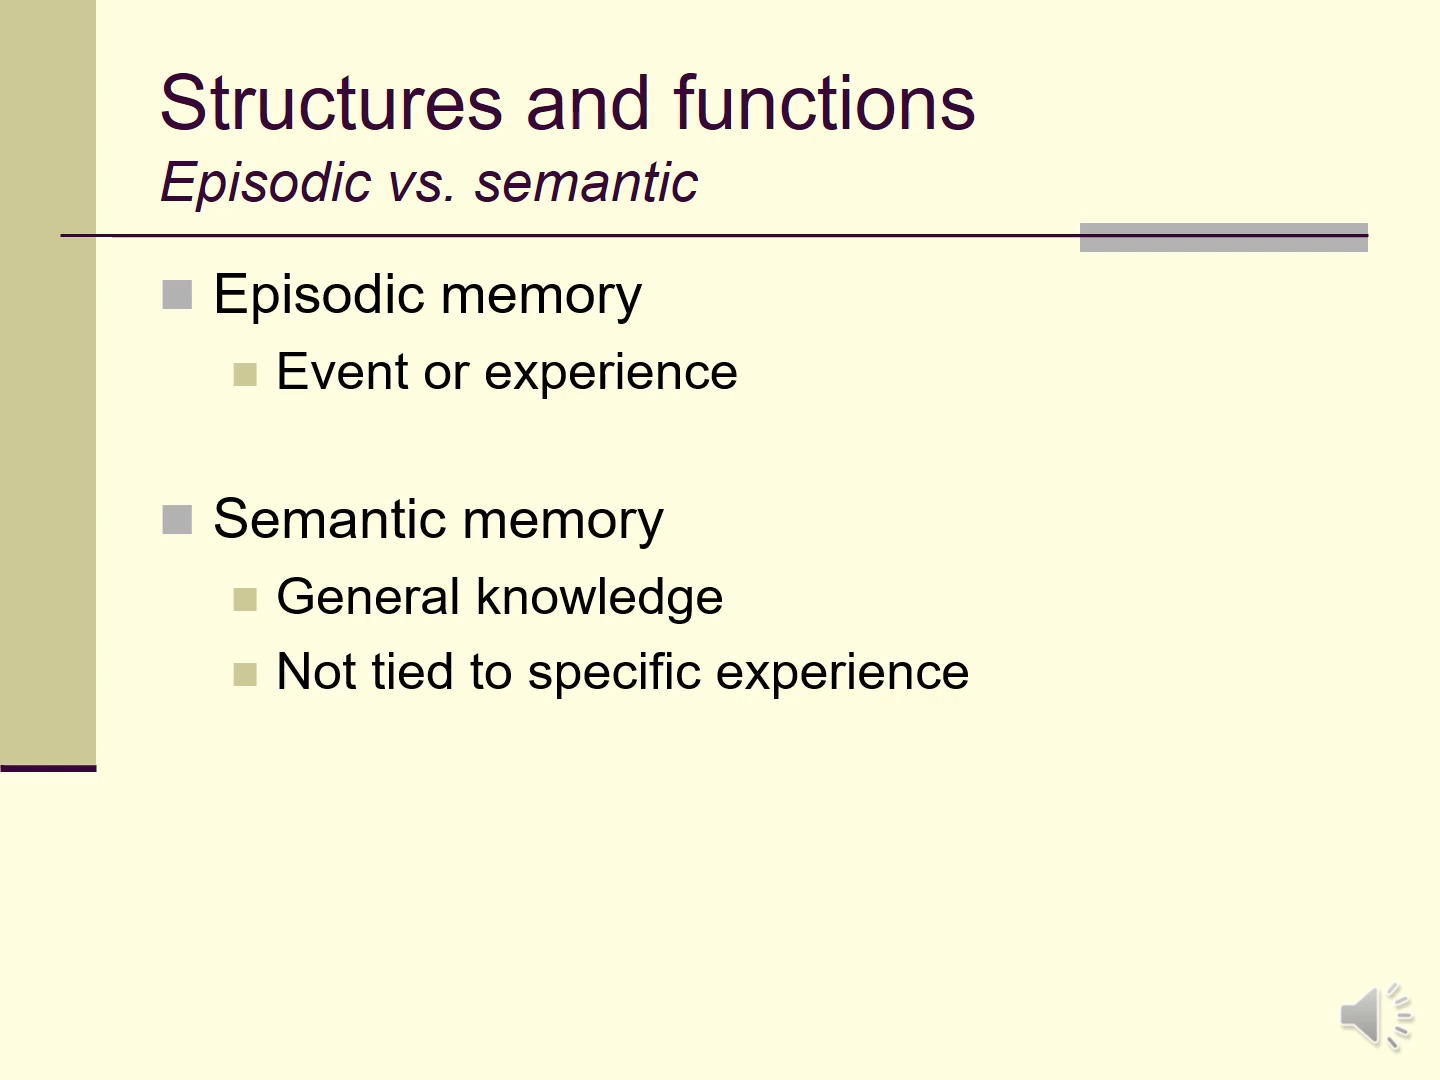 Structures and functions
Episodic vs. semantic
Episodic memory
Event or experience
Semantic memory
General knowledge
Not tied to specific experience